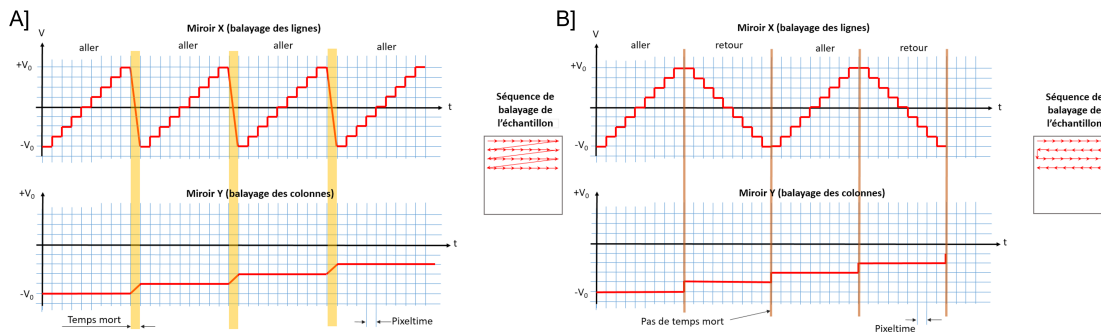 A]
Miroir X (balayage des lignes)
V
aller
aller
aller
aller
+V₀
t
-V₀
Séquence de
balayage de
l'échantillon
+V₀
Miroir Y (balayage des colonnes)
t
-V₀
Temps mort
Pixeltime
B]
Miroir X (balayage des lignes)
V
aller
retour
aller
retour
+V₀
t
-V₀
Séquence de
balayage de
l'échantillon
+V₀
Miroir Y (balayage des colonnes)
t
-V₀
Pas de temps mort
Pixeltime